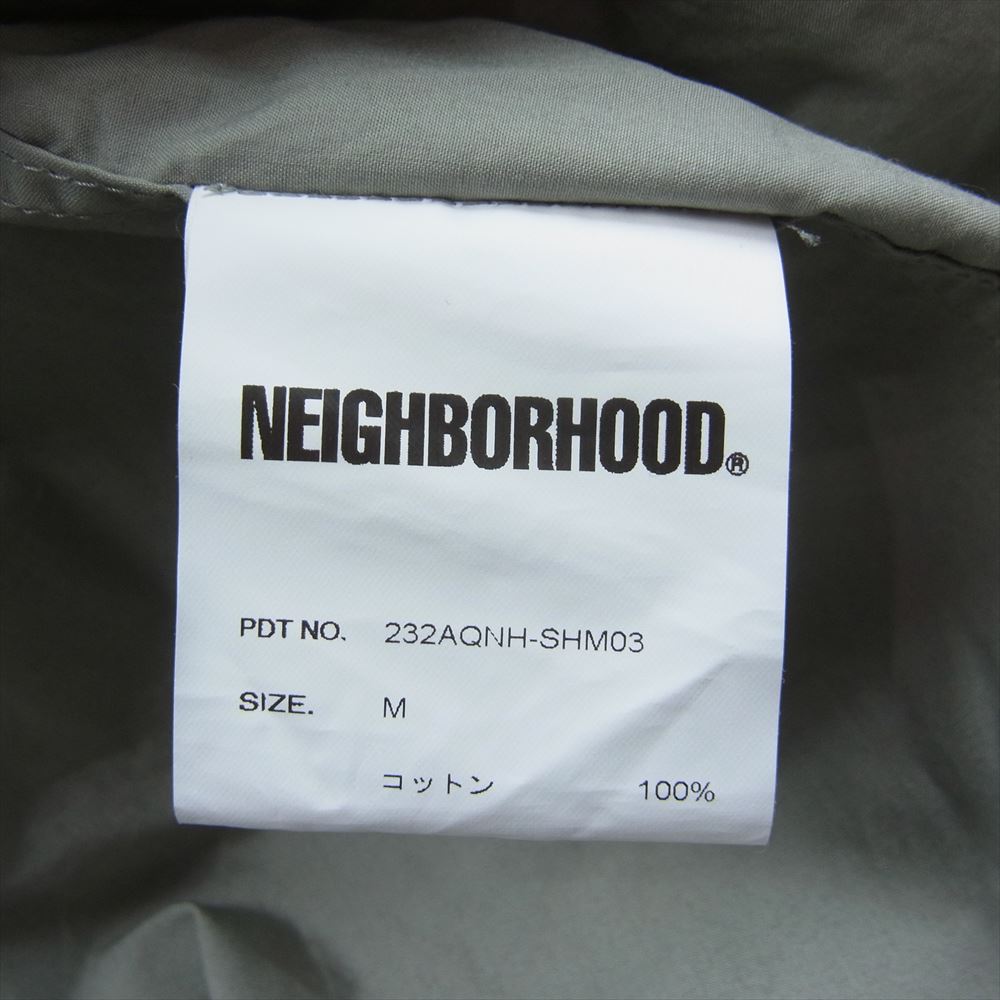 NEIGHBORHOOD®
PDT NO. 232AQNH-SHM03
SIZE. M
コットン 100%